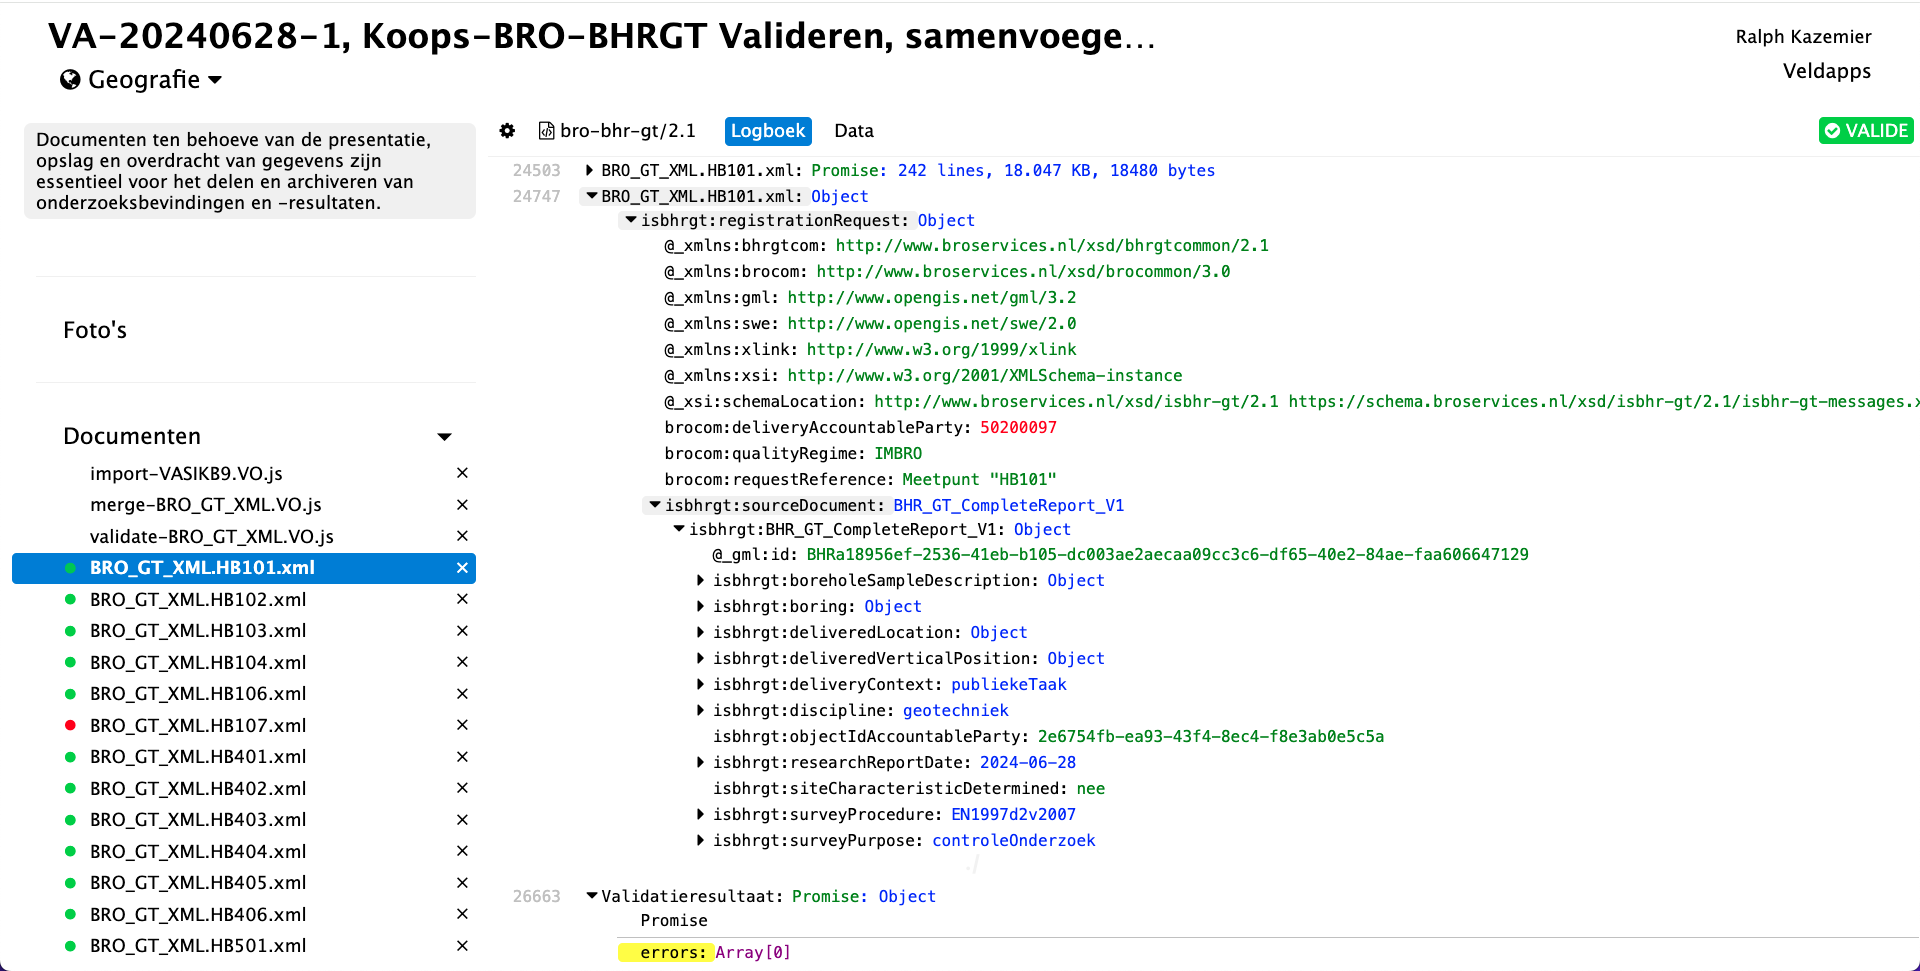 VA-20240628-1, Koops-BRO-BHRGT Valideren, samenvoege...
Ralph Kazemier
Geografie
Veldapps
Documenten ten behoeve van de presentatie,
opslag en overdracht van gegevens zijn
essentieel voor het delen en archiveren van
onderzoeksbevindingen en -resultaten.
Foto's
Documenten
import-VASIKB9.VO.js ×
merge-BRO_GT_XML.VO.js ×
validate-BRO_GT_XML.VO.js ×
BRO_GT_XML.HB101.xml ×
BRO_GT_XML.HB102.xml ×
BRO_GT_XML.HB103.xml ×
BRO_GT_XML.HB104.xml ×
BRO_GT_XML.HB106.xml ×
BRO_GT_XML.HB107.xml ×
BRO_GT_XML.HB401.xml ×
BRO_GT_XML.HB402.xml ×
BRO_GT_XML.HB403.xml ×
BRO_GT_XML.HB404.xml ×
BRO_GT_XML.HB405.xml ×
BRO_GT_XML.HB406.xml ×
BRO_GT_XML.HB501.xml ×
bro-bhr-gt/2.1 Logboek Data VALIDE
24503 BRO_GT_XML.HB101.xml: Promise: 242 lines, 18.047 KB, 18480 bytes
24747 BRO_GT_XML.HB101.xml: Object
isbhrgt:registrationRequest: Object
@_xmlns:bhrgtcom: http://www.broservices.nl/xsd/bhrgtcommon/2.1
@_xmlns:brocom: http://www.broservices.nl/xsd/brocommon/3.0
@_xmlns:gml: http://www.opengis.net/gml/3.2
@_xmlns:swe: http://www.opengis.net/swe/2.0
@_xmlns:xlink: http://www.w3.org/1999/xlink
@_xmlns:xsi: http://www.w3.org/2001/XMLSchema-instance
@_xsi:schemaLocation: http://www.broservices.nl/xsd/isbhr-gt/2.1 https://schema.broservices.nl/xsd/isbhr-gt/2.1/isbhr-gt-messages.x
brocom:deliveryAccountableParty: 50200097
brocom:qualityRegime: IMBRO
brocom:requestReference: Meetpunt "HB101"
isbhrgt:sourceDocument: BHR_GT_CompleteReport_V1
isbhrgt:BHR_GT_CompleteReport_V1: Object
@_gml:id: BHRa18956ef-2536-41eb-b105-dc003ae2aecaa09cc3c6-df65-40e2-84ae-faa606647129
isbhrgt:boreholeSampleDescription: Object
isbhrgt:boring: Object
isbhrgt:deliveredLocation: Object
isbhrgt:deliveredVerticalPosition: Object
isbhrgt:deliveryContext: publiekeTaak
isbhrgt:discipline: geotechniek
isbhrgt:objectIdAccountableParty: 2e6754fb-ea93-43f4-8ec4-f8e3ab0e5c5a
isbhrgt:researchReportDate: 2024-06-28
isbhrgt:siteCharacteristicDetermined: nee
isbhrgt:surveyProcedure: EN1997d2v2007
isbhrgt:surveyPurpose: controleOnderzoek
./
26663 Validatieresultaat: Promise: Object
Promise
errors: Array[0]